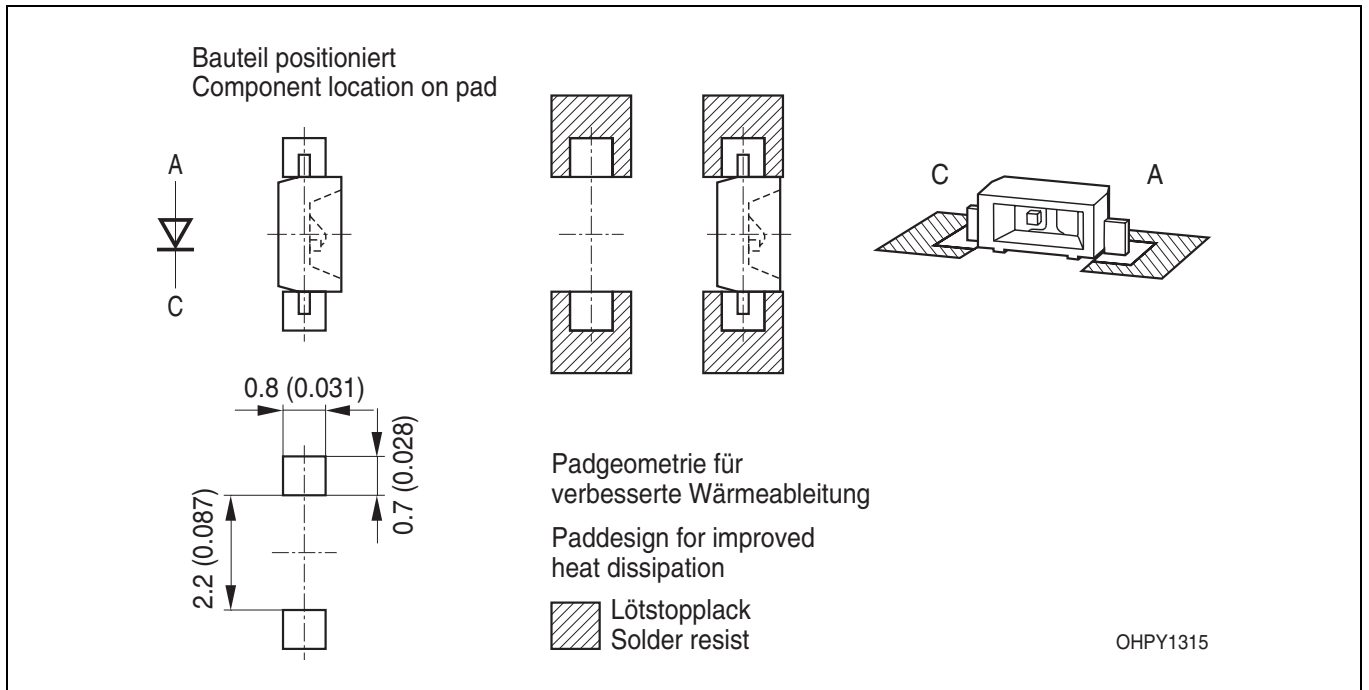 Bauteil positioniert
Component location on pad
A
C
C
A
0.8 (0.031)
0.7 (0.028)
2.2 (0.087)
Padgeometrie für
verbesserte Wärmeableitung
Paddesign for improved
heat dissipation
Lötstopplack
Solder resist
OHPY1315